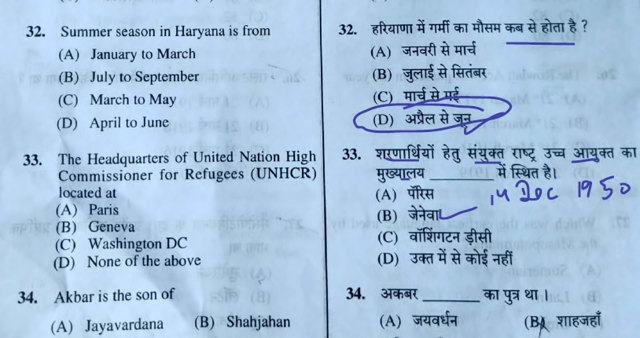 32. Summer season in Haryana is from
(A) January to March
(B) July to September
(C) March to May
(D) April to June
33. The Headquarters of United Nation High
Commissioner for Refugees (UNHCR)
located at
(A) Paris
(B) Geneva
(C) Washington DC
(D) None of the above
34. Akbar is the son of
(A) Jayavardana (B) Shahjahan
32. हरियाणा में गर्मी का मौसम कब से होता है ?
(A) जनवरी से मार्च
(B) जुलाई से सितंबर
(C) मार्च से मई
(D) अप्रैल से जून
33. शरणार्थियों हेतु संयुक्त राष्ट्र उच्च आयुक्त का
मुख्यालय ________ में स्थित है।
(A) पॅरिस
14 Dec 1950
(B) जेनेवा
(C) वॉशिंगटन ड़ीसी
(D) उक्त में से कोई नहीं
34. अकबर ________ का पुत्र था ।
(A) जयवर्धन (B) शाहजहाँ